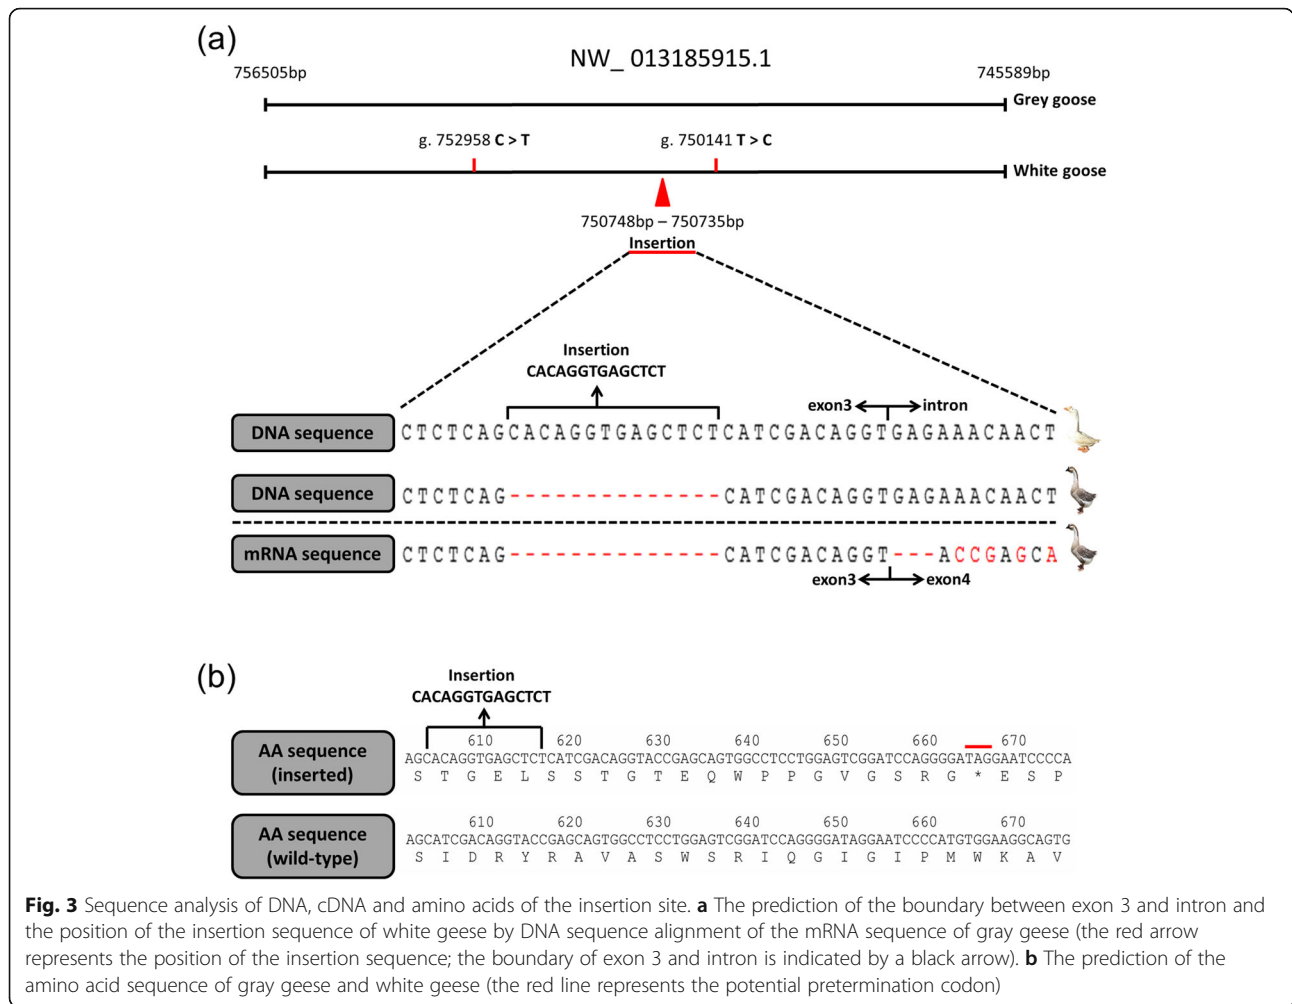 (a)
NW_ 013185915.1
756505bp
745589bp
Grey goose
g. 752958 C > T
g. 750141 T > C
White goose
750748bp – 750735bp
Insertion
Insertion
CACAGGTGAGCTCT
exon3
intron
DNA sequence
CTCTCAGCACAGGTGAGCTCTCATCGACAGGTGAGAAACAACT
DNA sequence
CTCTCAG--------------CATCGACAGGTGAGAAACAACT
mRNA sequence
CTCTCAG--------------CATCGACAGGT---ACCGAGCA
exon3
exon4
(b)
Insertion
CACAGGTGAGCTCT
AA sequence
(inserted)
610 620 630 640 650 660 670
AGCACAGGTGAGCTCTCATCGACAGGTACCGAGCAGTGGCCTCCTGGAGTCGGATCCAGGGGATAGGAATCCCCA
S T G E L S S T G T E Q W P P G V G S R G * E S P
AA sequence
(wild-type)
610 620 630 640 650 660 670
AGCATCGACAGGTACCGAGCAGTGGCCTCCTGGAGTCGGATCCAGGGGATAGGAATCCCCATGTGGAAGGCAGTG
S I D R Y R A V A S W S R I Q G I G I P M W K A V
Fig. 3 Sequence analysis of DNA, cDNA and amino acids of the insertion site. a The prediction of the boundary between exon 3 and intron and
the position of the insertion sequence of white geese by DNA sequence alignment of the mRNA sequence of gray geese (the red arrow
represents the position of the insertion sequence; the boundary of exon 3 and intron is indicated by a black arrow). b The prediction of the
amino acid sequence of gray geese and white geese (the red line represents the potential pretermination codon)